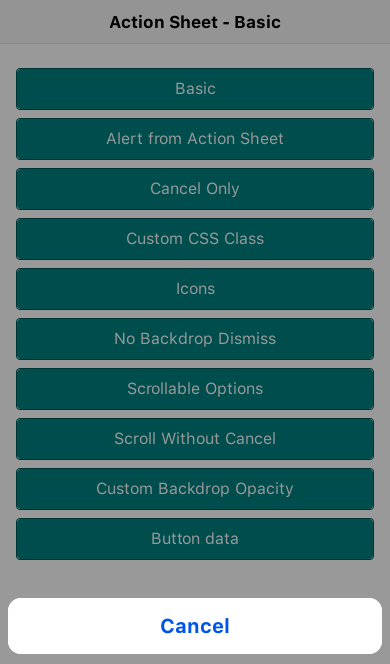 Action Sheet - Basic
Basic
Alert from Action Sheet
Cancel Only
Custom CSS Class
Icons
No Backdrop Dismiss
Scrollable Options
Scroll Without Cancel
Custom Backdrop Opacity
Button data
Cancel